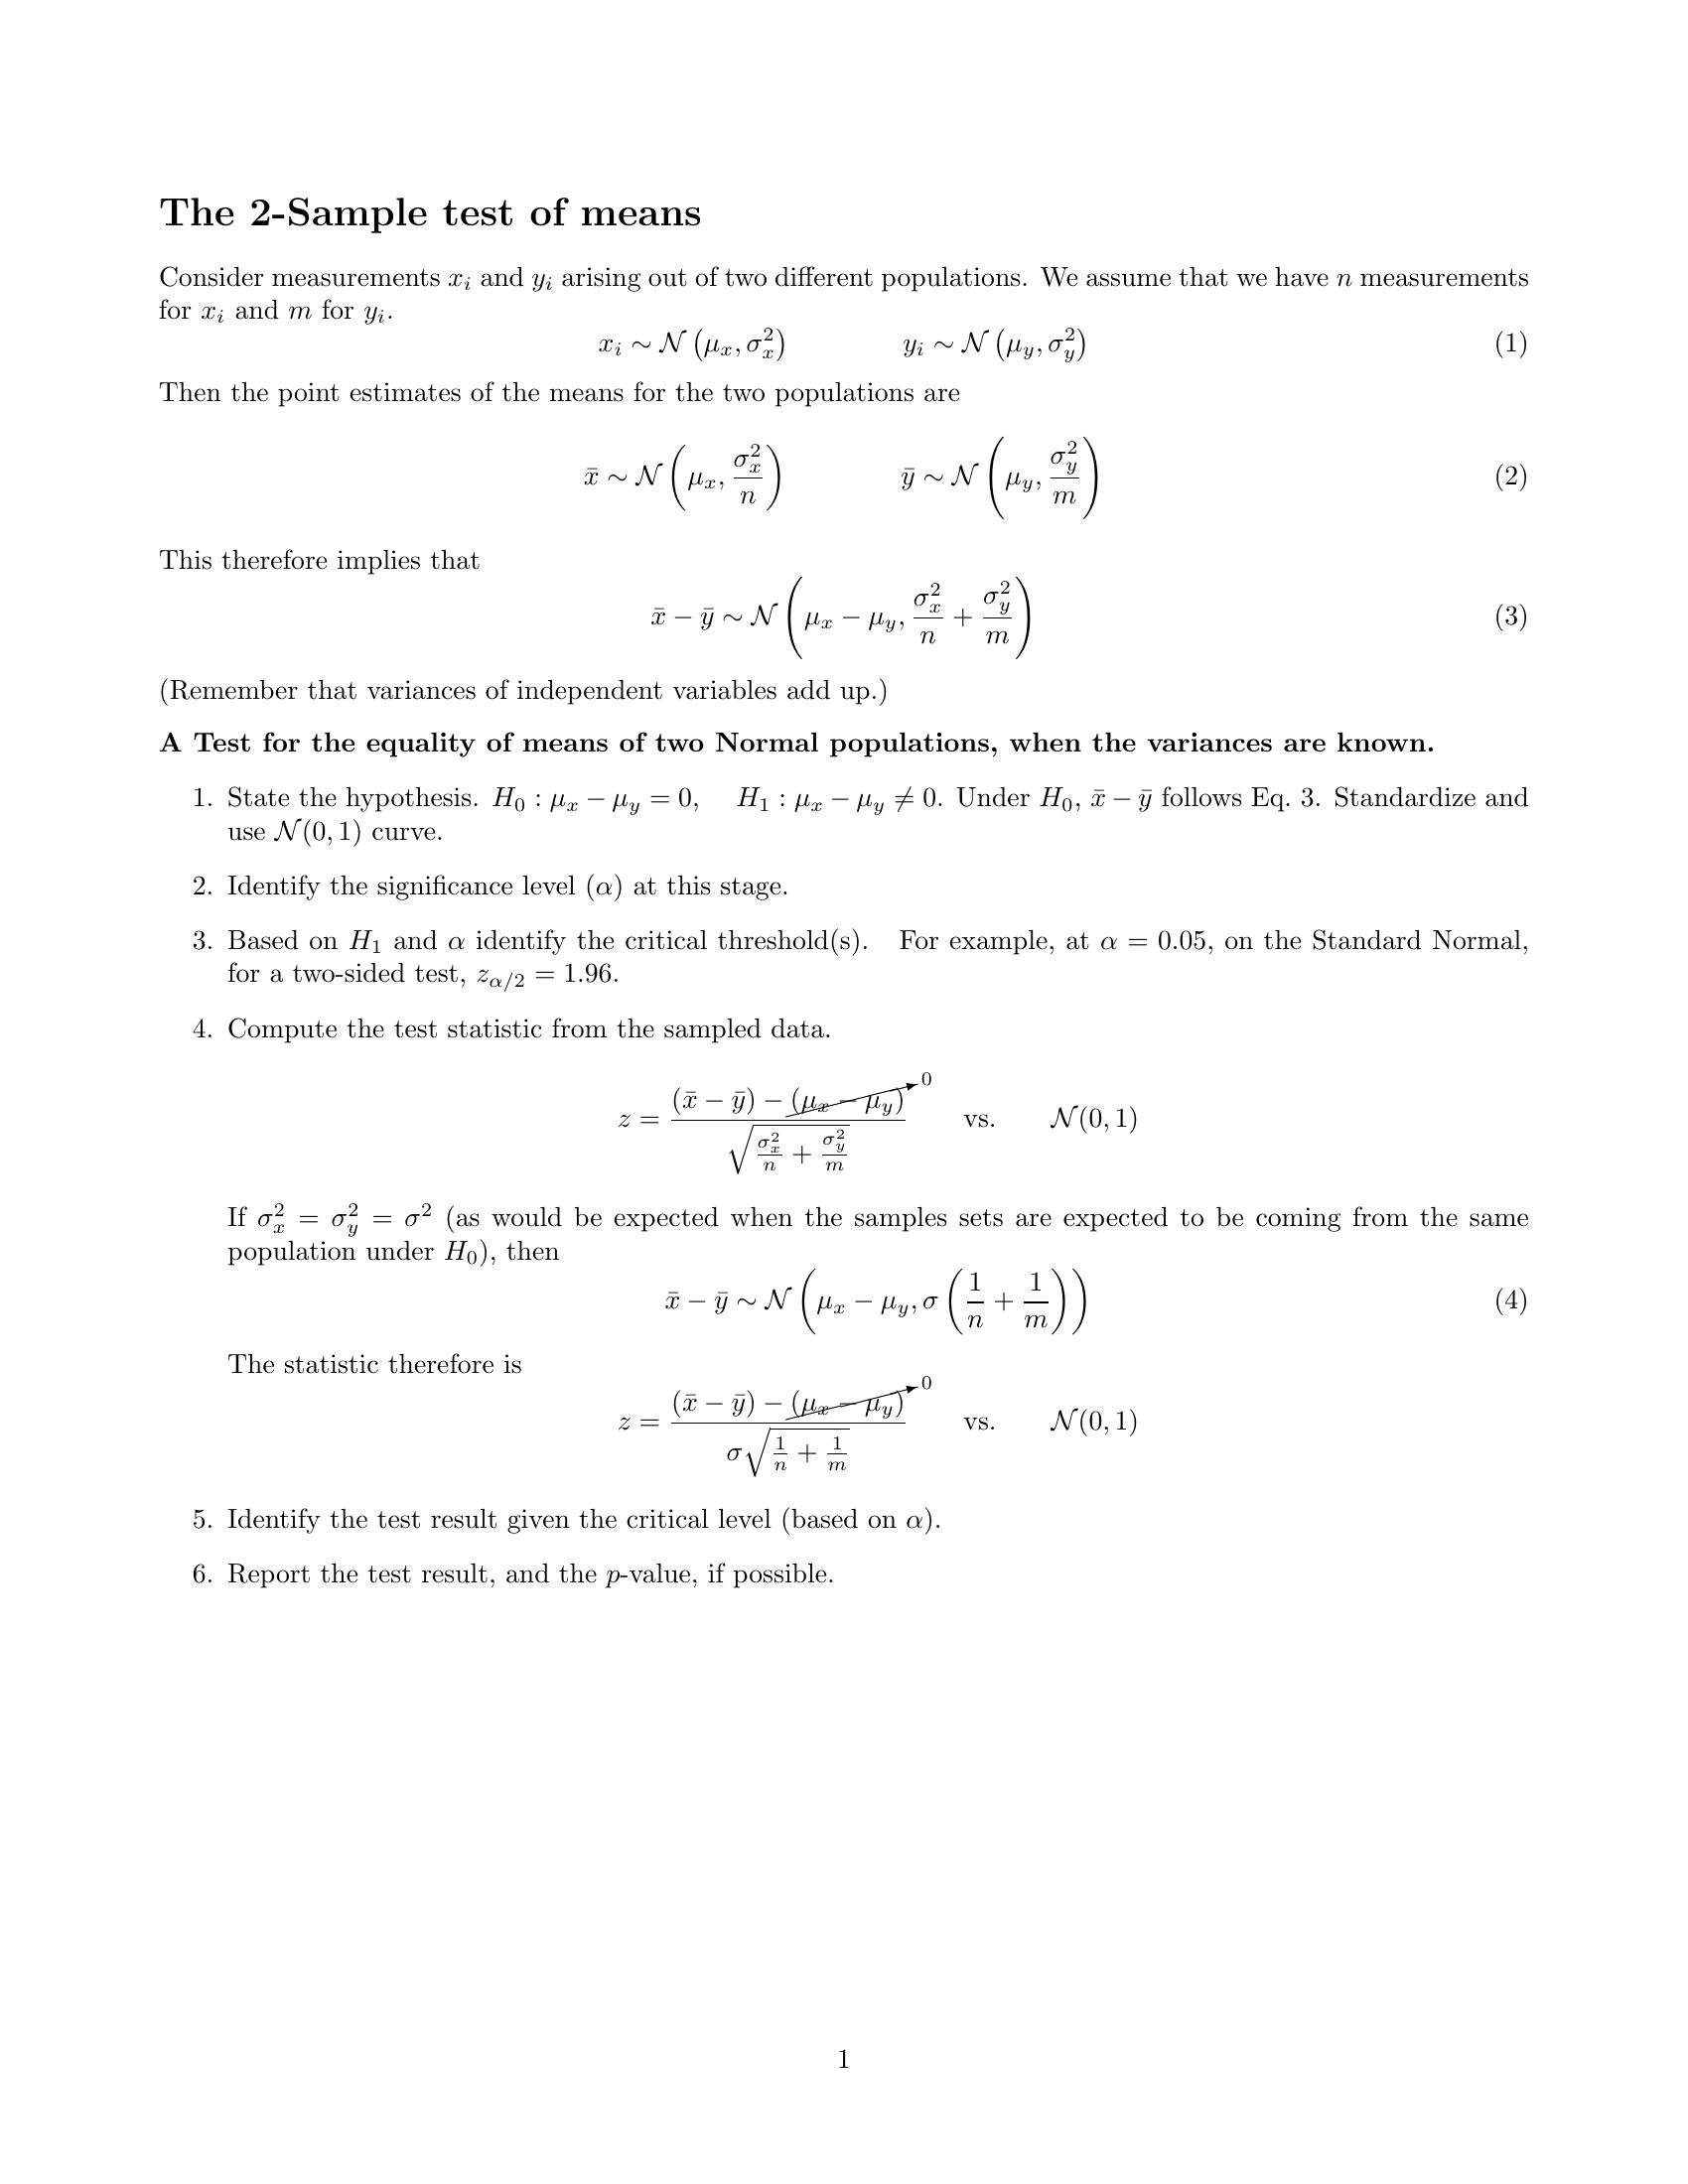 The 2-Sample test of means
Consider measurements $x_i$ and $y_i$ arising out of two different populations. We assume that we have $n$ measurements
for $x_i$ and $m$ for $y_i$.
$x_i \sim \mathcal{N}\left(\mu_x, \sigma_x^2\right) \qquad y_i \sim \mathcal{N}\left(\mu_y, \sigma_y^2\right)$ (1)
Then the point estimates of the means for the two populations are
$\bar{x} \sim \mathcal{N}\left(\mu_x, \frac{\sigma_x^2}{n}\right) \qquad \bar{y} \sim \mathcal{N}\left(\mu_y, \frac{\sigma_y^2}{m}\right)$ (2)
This therefore implies that
$\bar{x} - \bar{y} \sim \mathcal{N}\left(\mu_x - \mu_y, \frac{\sigma_x^2}{n} + \frac{\sigma_y^2}{m}\right)$ (3)
(Remember that variances of independent variables add up.)
A Test for the equality of means of two Normal populations, when the variances are known.
1. State the hypothesis. $H_0 : \mu_x - \mu_y = 0, \quad H_1 : \mu_x - \mu_y \neq 0$. Under $H_0$, $\bar{x} - \bar{y}$ follows Eq. 3. Standardize and
use $\mathcal{N}(0, 1)$ curve.
2. Identify the significance level ($\alpha$) at this stage.
3. Based on $H_1$ and $\alpha$ identify the critical threshold(s). For example, at $\alpha = 0.05$, on the Standard Normal,
for a two-sided test, $z_{\alpha/2} = 1.96$.
4. Compute the test statistic from the sampled data.
$z = \frac{(\bar{x} - \bar{y}) - \cancelto{0}{(\mu_x - \mu_y)}}{\sqrt{\frac{\sigma_x^2}{n} + \frac{\sigma_y^2}{m}}} \quad \text{vs.} \quad \mathcal{N}(0, 1)$
If $\sigma_x^2 = \sigma_y^2 = \sigma^2$ (as would be expected when the samples sets are expected to be coming from the same
population under $H_0$), then
$\bar{x} - \bar{y} \sim \mathcal{N}\left(\mu_x - \mu_y, \sigma\left(\frac{1}{n} + \frac{1}{m}\right)\right)$ (4)
The statistic therefore is
$z = \frac{(\bar{x} - \bar{y}) - \cancelto{0}{(\mu_x - \mu_y)}}{\sigma\sqrt{\frac{1}{n} + \frac{1}{m}}} \quad \text{vs.} \quad \mathcal{N}(0, 1)$
5. Identify the test result given the critical level (based on $\alpha$).
6. Report the test result, and the $p$-value, if possible.
1